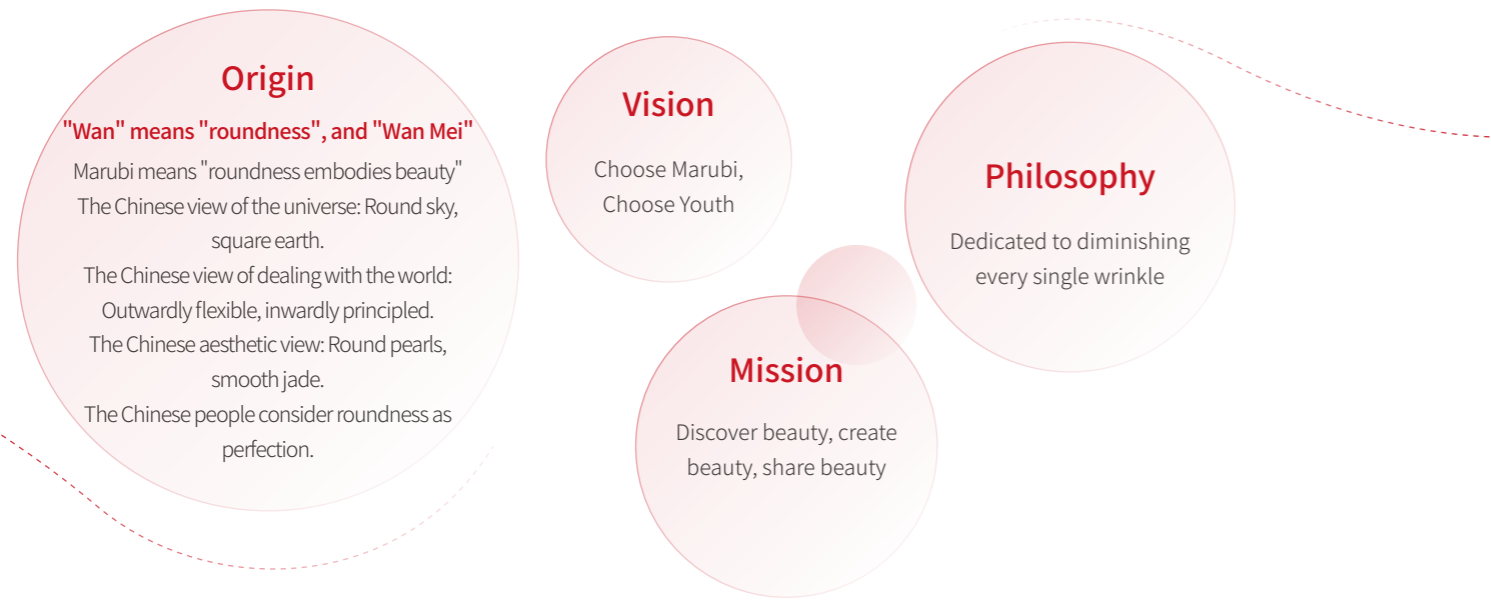 Origin
"Wan" means "roundness", and "Wan Mei"
Marubi means "roundness embodies beauty"
The Chinese view of the universe: Round sky,
square earth.
The Chinese view of dealing with the world:
Outwardly flexible, inwardly principled.
The Chinese aesthetic view: Round pearls,
smooth jade.
The Chinese people consider roundness as
perfection.
Vision
Choose Marubi,
Choose Youth
Mission
Discover beauty, create
beauty, share beauty
Philosophy
Dedicated to diminishing
every single wrinkle